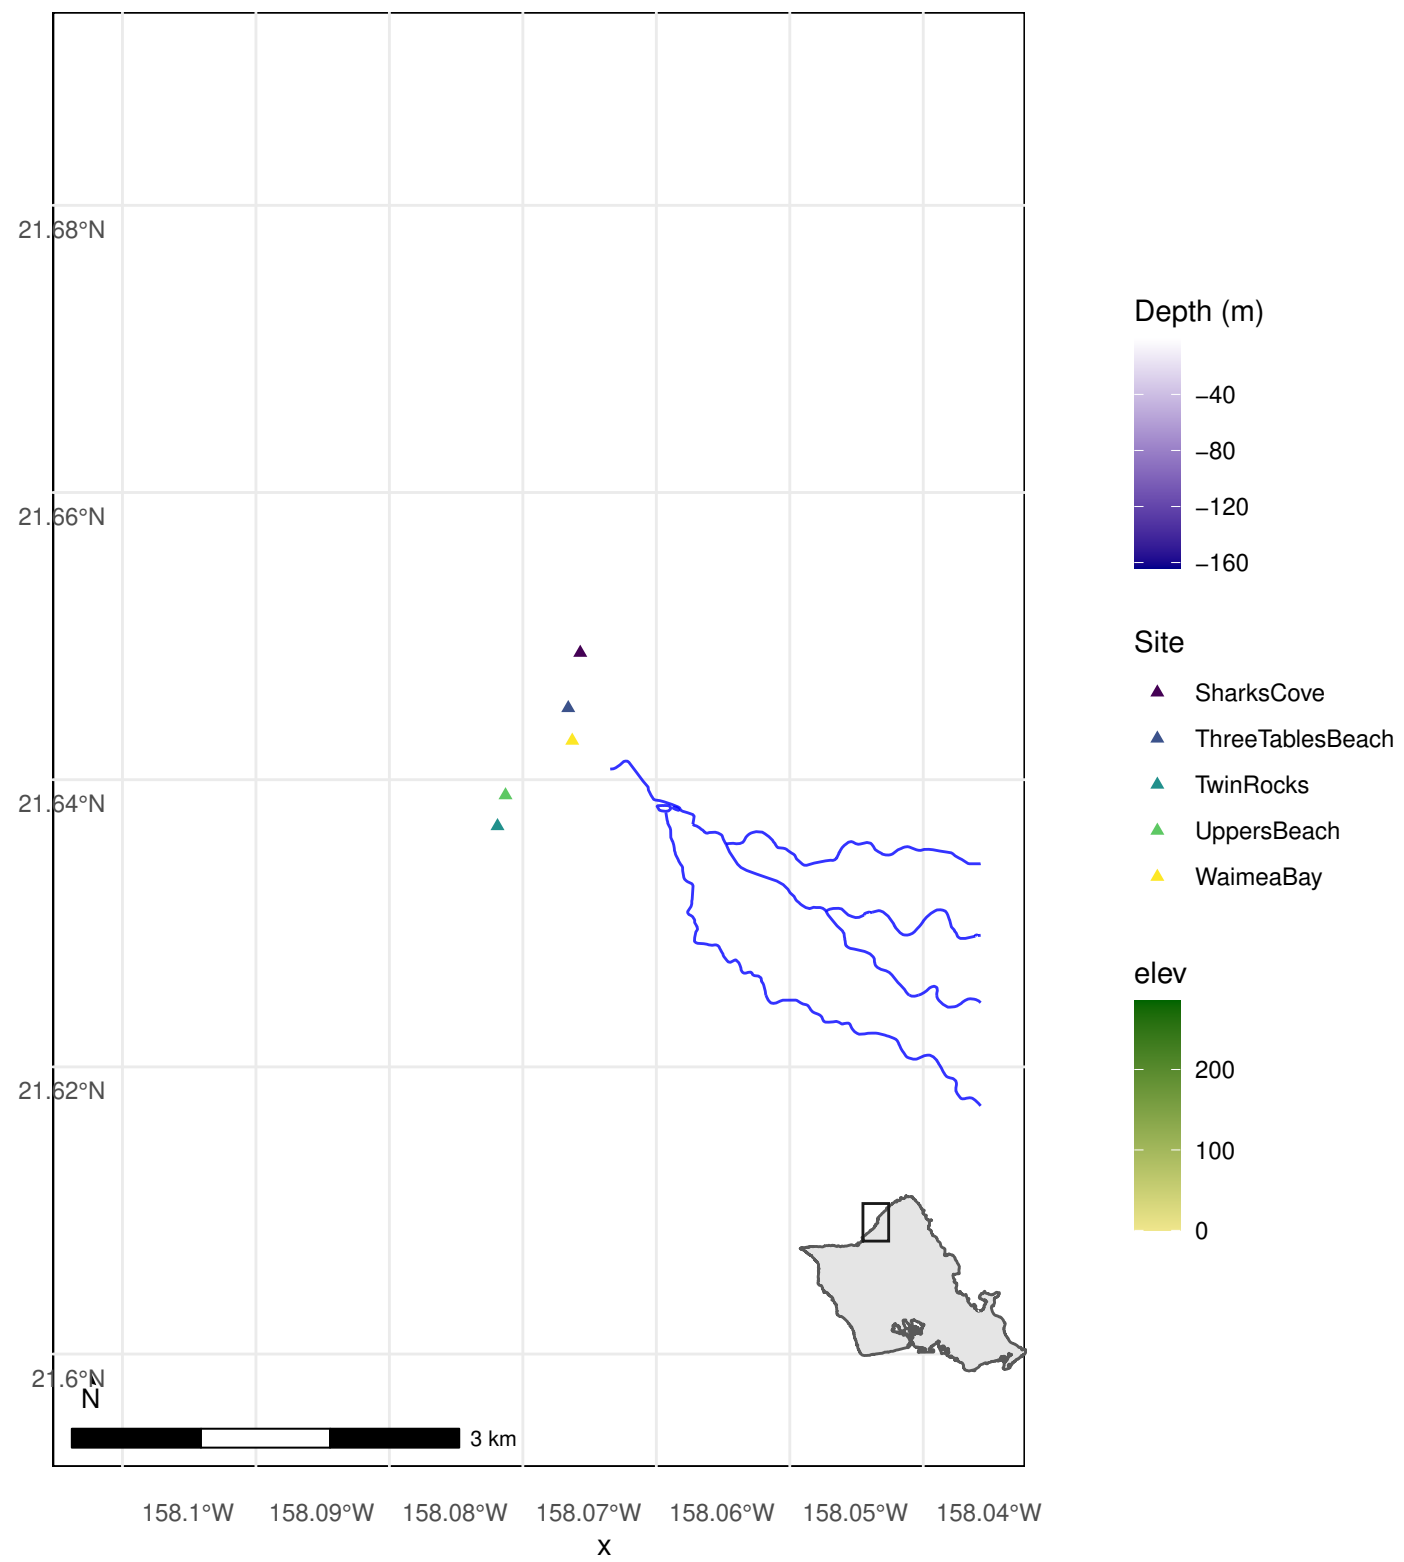 21.68°N
21.66°N
21.64°N
21.62°N
21.6°N
N
3 km
158.1°W 158.09°W 158.08°W 158.07°W 158.06°W 158.05°W 158.04°W
x
Depth (m)
−40
−80
−120
−160
Site
SharksCove
ThreeTablesBeach
TwinRocks
UppersBeach
WaimeaBay
elev
200
100
0